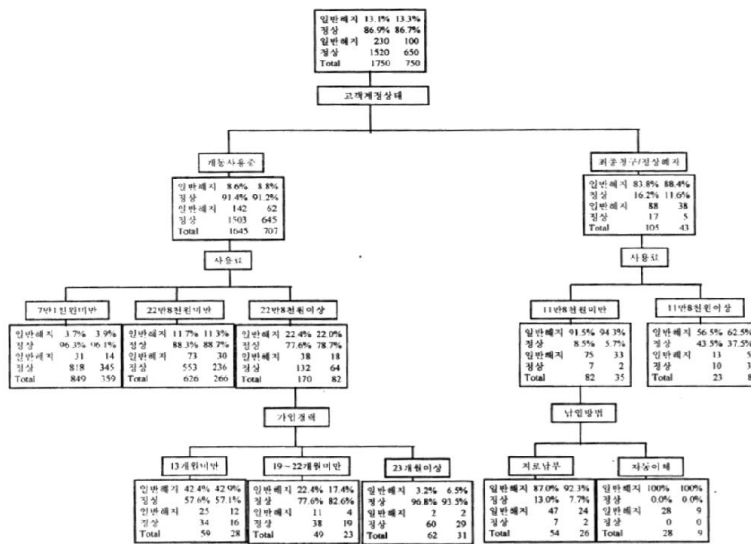 일반해지 13.1% 13.3%
정상 86.9% 86.7%
일반해지 230 100
정상 1520 650
Total 1750 750
고객계정상태
개통사용중
일반해지 8.6% 8.8%
정상 91.4% 91.2%
일반해지 142 62
정상 1503 645
Total 1645 707
최종청구/정상해지
일반해지 83.8% 88.4%
정상 16.2% 11.6%
일반해지 88 38
정상 17 5
Total 105 43
사용료
사용료
7만1천원미만
일반해지 3.7% 3.9%
정상 96.3% 96.1%
일반해지 31 14
정상 818 345
Total 849 359
22만8천원미만
일반해지 11.7% 11.3%
정상 88.3% 88.7%
일반해지 73 30
정상 553 236
Total 626 266
22만8천원이상
일반해지 22.4% 22.0%
정상 77.6% 78.7%
일반해지 38 18
정상 132 64
Total 170 82
11만8천원미만
일반해지 91.5% 94.3%
정상 8.5% 5.7%
일반해지 75 33
정상 7 2
Total 82 35
11만8천원이상
일반해지 56.5% 62.5%
정상 43.5% 37.5%
일반해지 13 5
정상 10 3
Total 23 8
가입경력
납입방법
13개월미만
일반해지 42.4% 42.9%
정상 57.6% 57.1%
일반해지 25 12
정상 34 16
Total 59 28
19~22개월미만
일반해지 22.4% 17.4%
정상 77.6% 82.6%
일반해지 11 4
정상 38 19
Total 49 23
23개월이상
일반해지 3.2% 6.5%
정상 96.8% 93.5%
일반해지 2 2
정상 60 29
Total 62 31
지로납부
일반해지 87.0% 92.3%
정상 13.0% 7.7%
일반해지 47 24
정상 7 2
Total 54 26
자동이체
일반해지 100% 100%
정상 0.0% 0.0%
일반해지 28 9
정상 0 0
Total 28 9